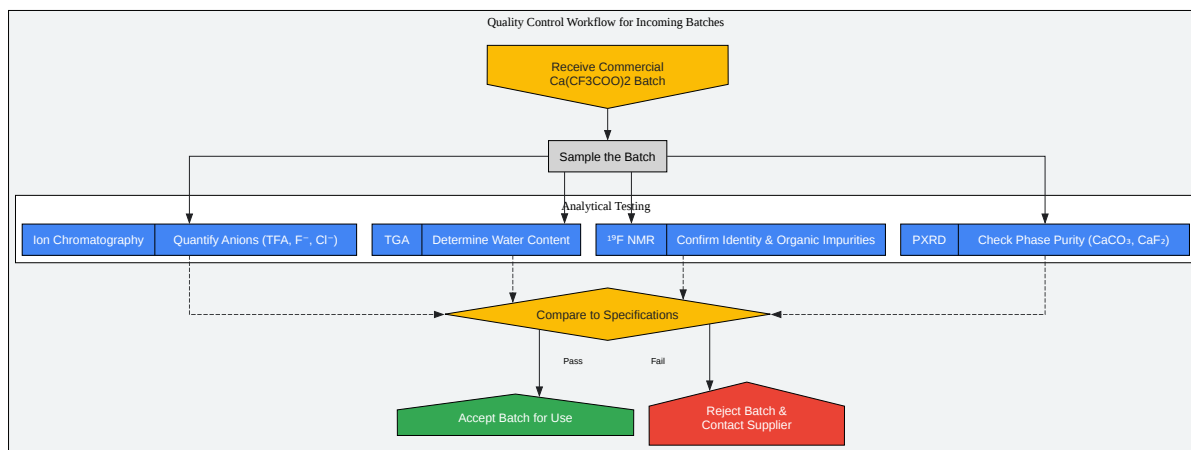 Quality Control Workflow for Incoming Batches
Receive Commercial
Ca(CF3COO)2 Batch
Sample the Batch
Analytical Testing
Ion Chromatography
Quantify Anions (TFA, F⁻, Cl⁻)
TGA
Determine Water Content
¹⁹F NMR
Confirm Identity & Organic Impurities
PXRD
Check Phase Purity (CaCO₃, CaF₂)
Compare to Specifications
Pass
Fail
Accept Batch for Use
Reject Batch &
Contact Supplier